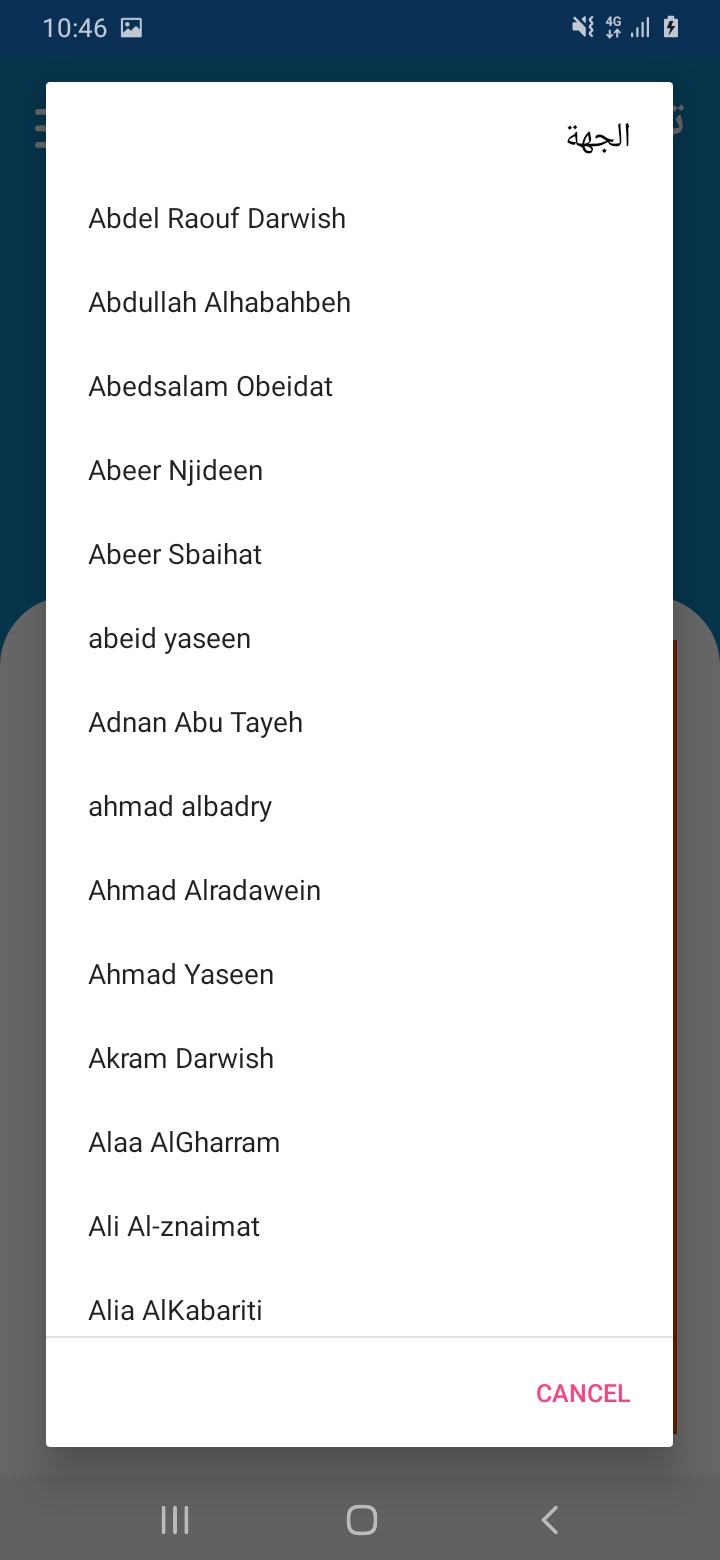 10:46
4G
الجهة
Abdel Raouf Darwish
Abdullah Alhabahbeh
Abedsalam Obeidat
Abeer Njideen
Abeer Sbaihat
abeid yaseen
Adnan Abu Tayeh
ahmad albadry
Ahmad Alradawein
Ahmad Yaseen
Akram Darwish
Alaa AlGharram
Ali Al-znaimat
Alia AlKabariti
CANCEL